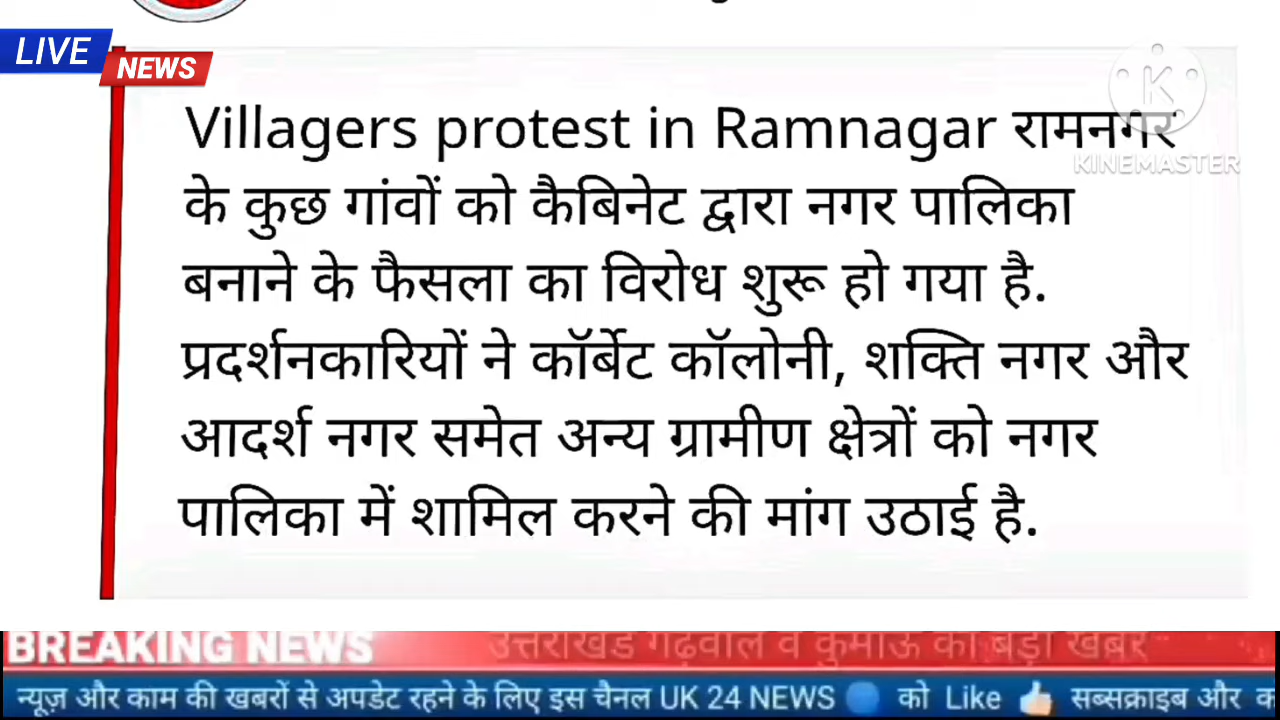 LIVE
NEWS
Villagers protest in Ramnagar रामनगर
के कुछ गांवों को कैबिनेट द्वारा नगर पालिका
बनाने के फैसला का विरोध शुरू हो गया है.
प्रदर्शनकारियों ने कॉर्बेट कॉलोनी, शक्ति नगर और
आदर्श नगर समेत अन्य ग्रामीण क्षेत्रों को नगर
पालिका में शामिल करने की मांग उठाई है.
K
KINEMASTER
BREAKING NEWS उत्तराखंड गढ़वाल व कुमाऊं की बड़ी खबर
न्यूज़ और काम की खबरों से अपडेट रहने के लिए इस चैनल UK 24 NEWS 🔵 को Like 👍 सब्सक्राइब और